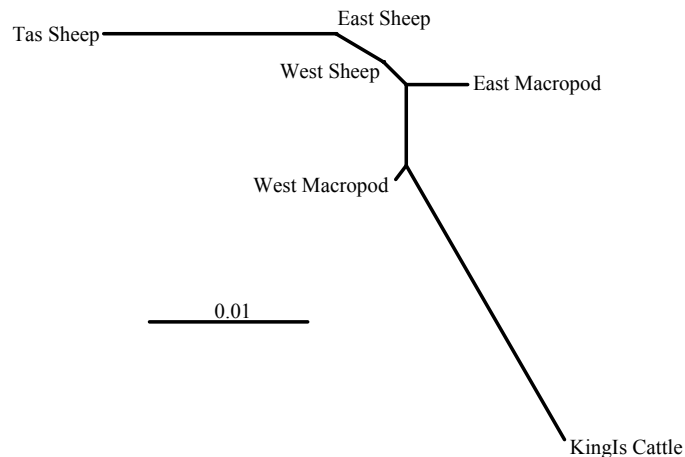 East Sheep
Tas Sheep
West Sheep
East Macropod
West Macropod
0.01
KingIs Cattle